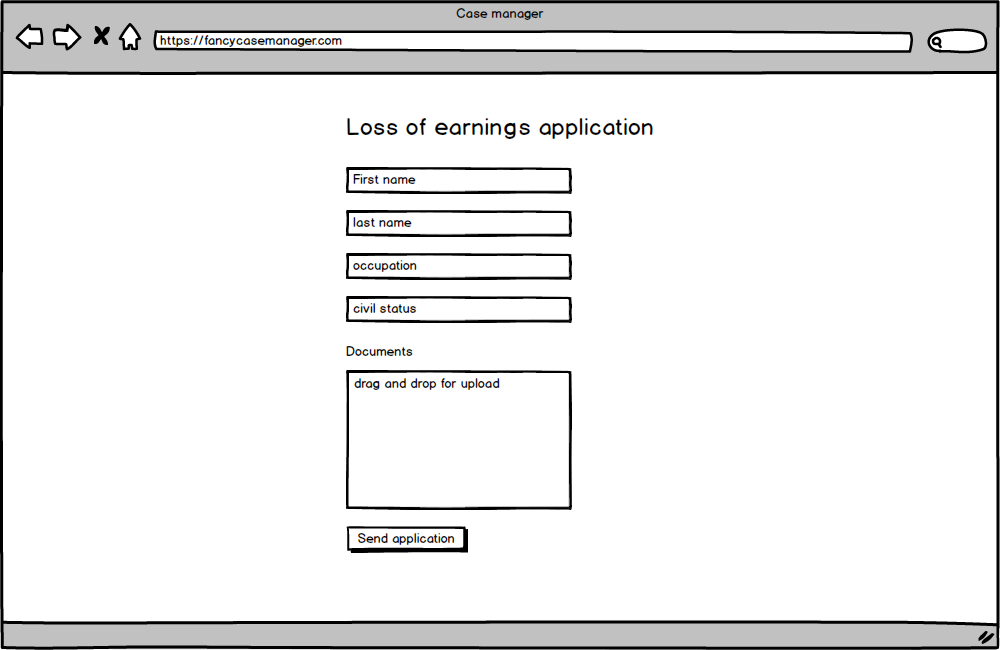 Case manager
https://fancycasemanager.com
Loss of earnings application
First name
last name
occupation
civil status
Documents
drag and drop for upload
Send application